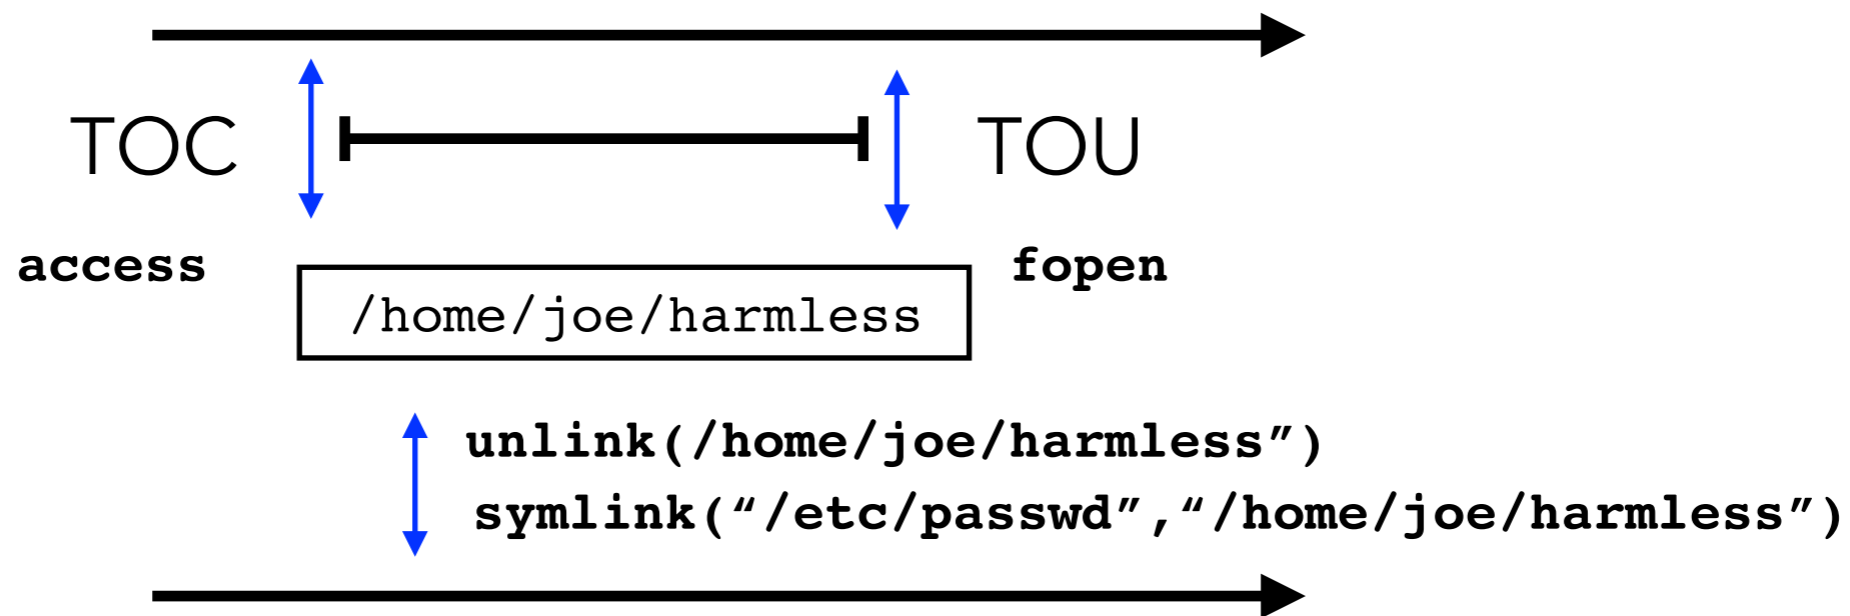 TOC
TOU
access
fopen
/home/joe/harmless
unlink(/home/joe/harmless”)
symlink(“/etc/passwd”,“/home/joe/harmless”)